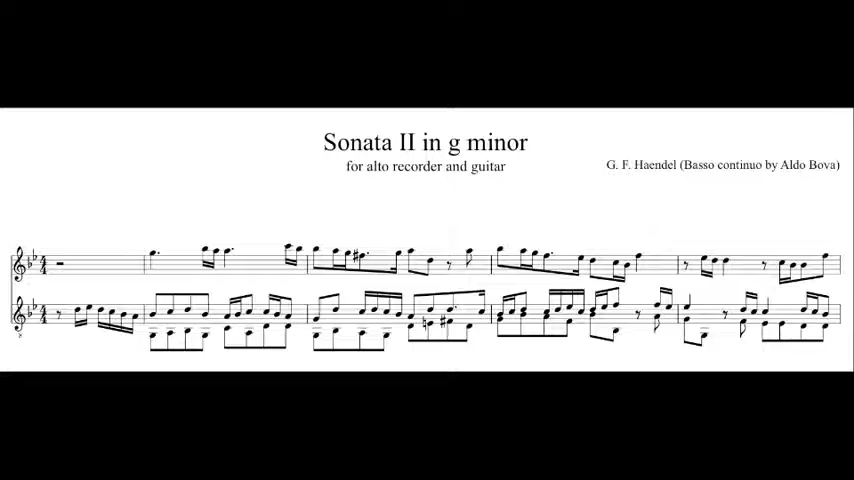 Sonata II in g minor
for alto recorder and guitar
G. F. Haendel (Basso continuo by Aldo Bova)